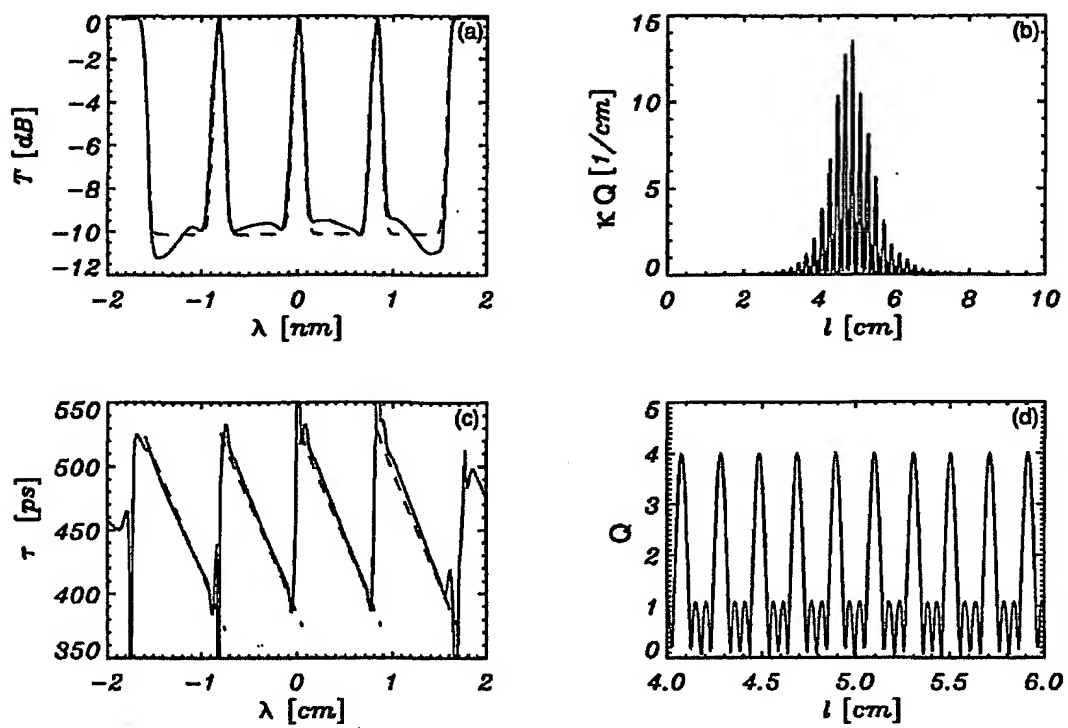 0
-2
-4
-6
-8
-10
-12
T [dB]
(a)
-2 -1 0 1 2
λ [nm]
15
10
5
0
κ Q [1/cm]
(b)
0 2 4 6 8 10
l [cm]
550
500
450
400
350
τ [ps]
(c)
-2 -1 0 1 2
λ [cm]
5
4
3
2
1
0
Q
(d)
4.0 4.5 5.0 5.5 6.0
l [cm]